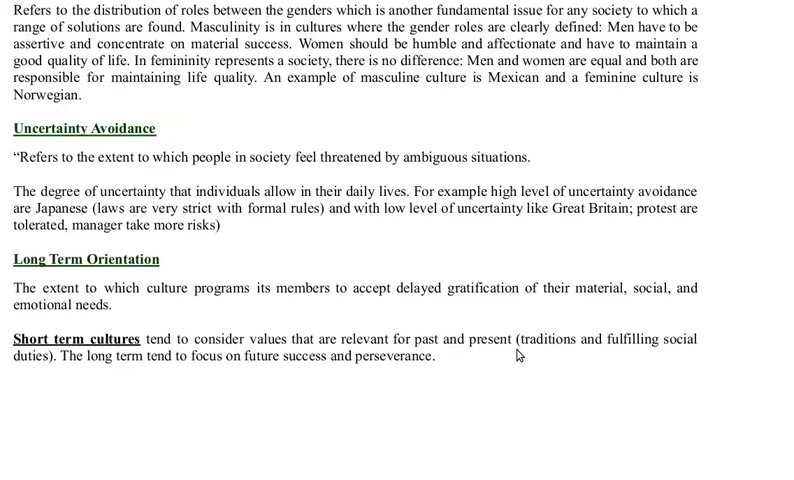 Refers to the distribution of roles between the genders which is another fundamental issue for any society to which a
range of solutions are found. Masculinity is in cultures where the gender roles are clearly defined: Men have to be
assertive and concentrate on material success. Women should be humble and affectionate and have to maintain a
good quality of life. In femininity represents a society, there is no difference: Men and women are equal and both are
responsible for maintaining life quality. An example of masculine culture is Mexican and a feminine culture is
Norwegian.
Uncertainty Avoidance
“Refers to the extent to which people in society feel threatened by ambiguous situations.
The degree of uncertainty that individuals allow in their daily lives. For example high level of uncertainty avoidance
are Japanese (laws are very strict with formal rules) and with low level of uncertainty like Great Britain; protest are
tolerated, manager take more risks)
Long Term Orientation
The extent to which culture programs its members to accept delayed gratification of their material, social, and
emotional needs.
Short term cultures tend to consider values that are relevant for past and present (traditions and fulfilling social
duties). The long term tend to focus on future success and perseverance.